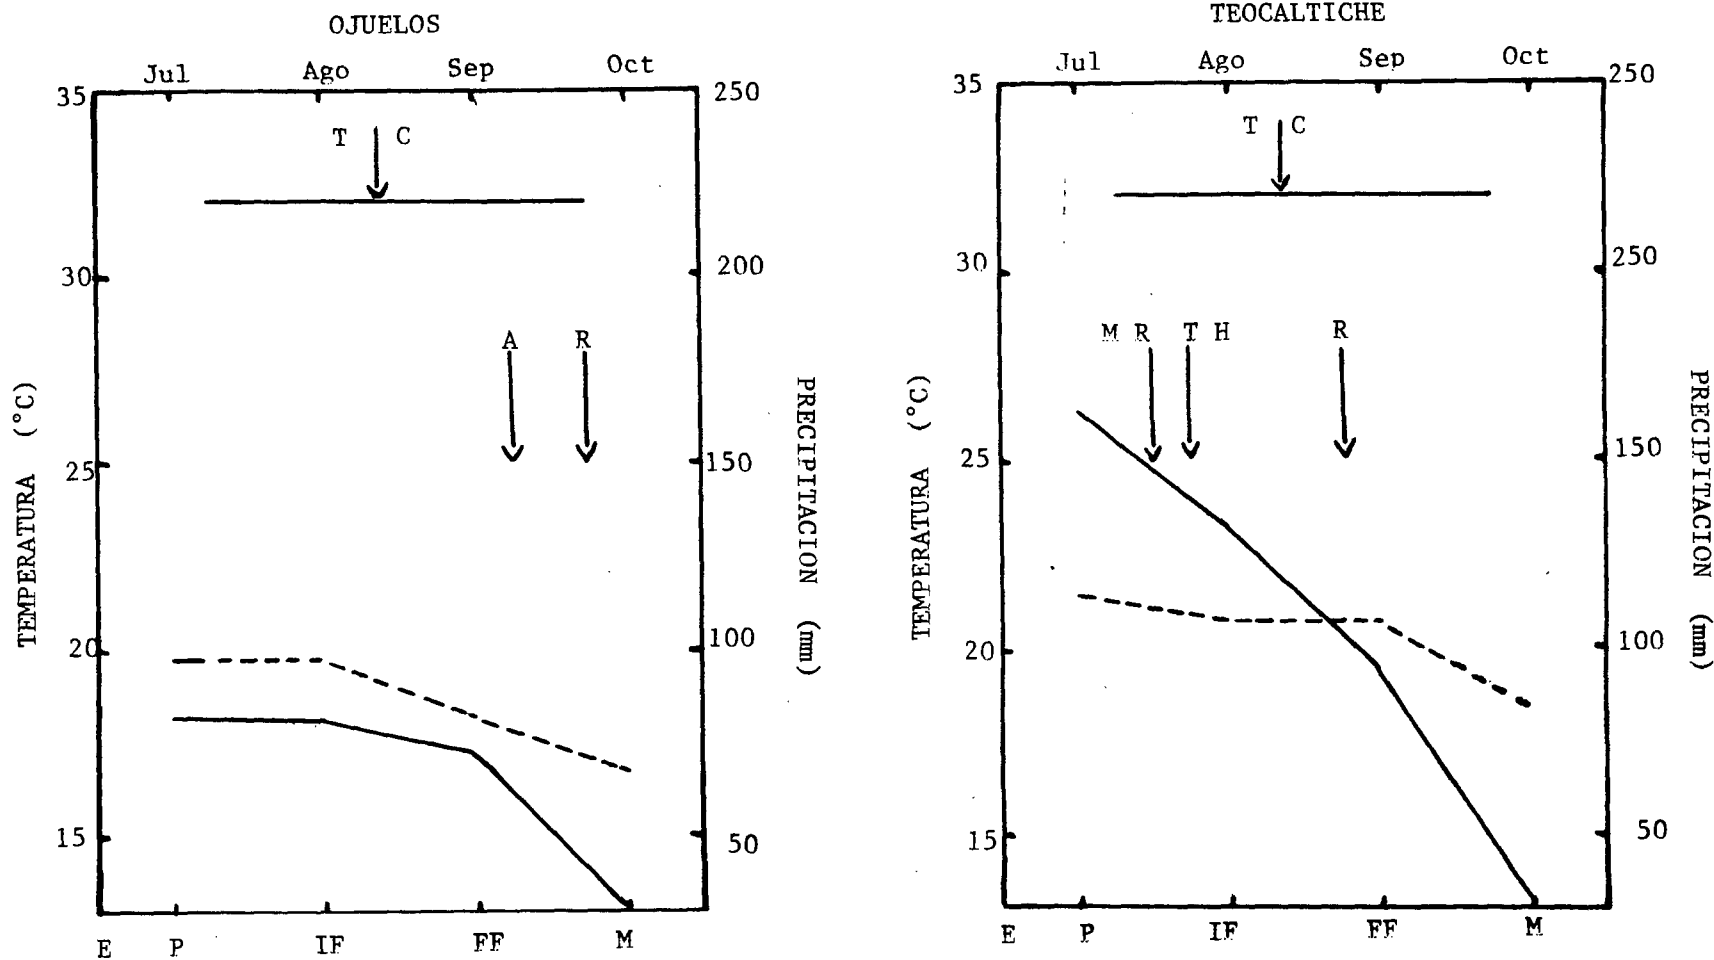 OJUELOS
Jul Ago Sep Oct
35 250
T C
30 200
A R
25 150
20 100
15 50
TEMPERATURA (°C)
PRECIPITACION (mm)
E P IF FF M
TEOCALTICHE
Jul Ago Sep Oct
35 250
T C
30 250
M R T H R
25 150
20 100
15 50
TEMPERATURA (°C)
PRECIPITACION (mm)
E P IF FF M